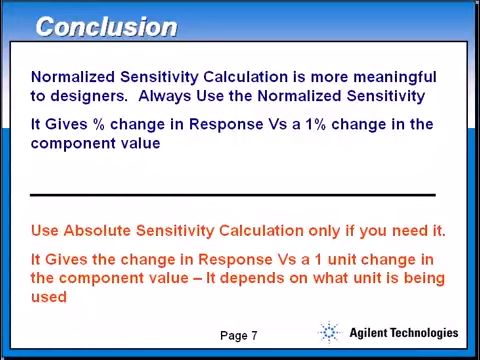 Conclusion
Normalized Sensitivity Calculation is more meaningful
to designers.  Always Use the Normalized Sensitivity
It Gives % change in Response Vs a 1% change in the
component value
Use Absolute Sensitivity Calculation only if you need it.
It Gives the change in Response Vs a 1 unit change in
the component value – It depends on what unit is being
used
Page 7
Agilent Technologies